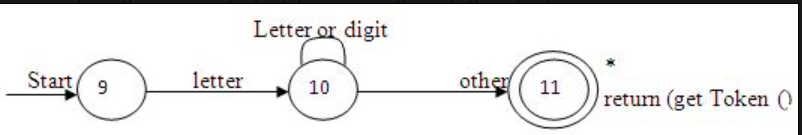 Letter or digit
Start 9 letter 10 other 11 *
return (get Token ()